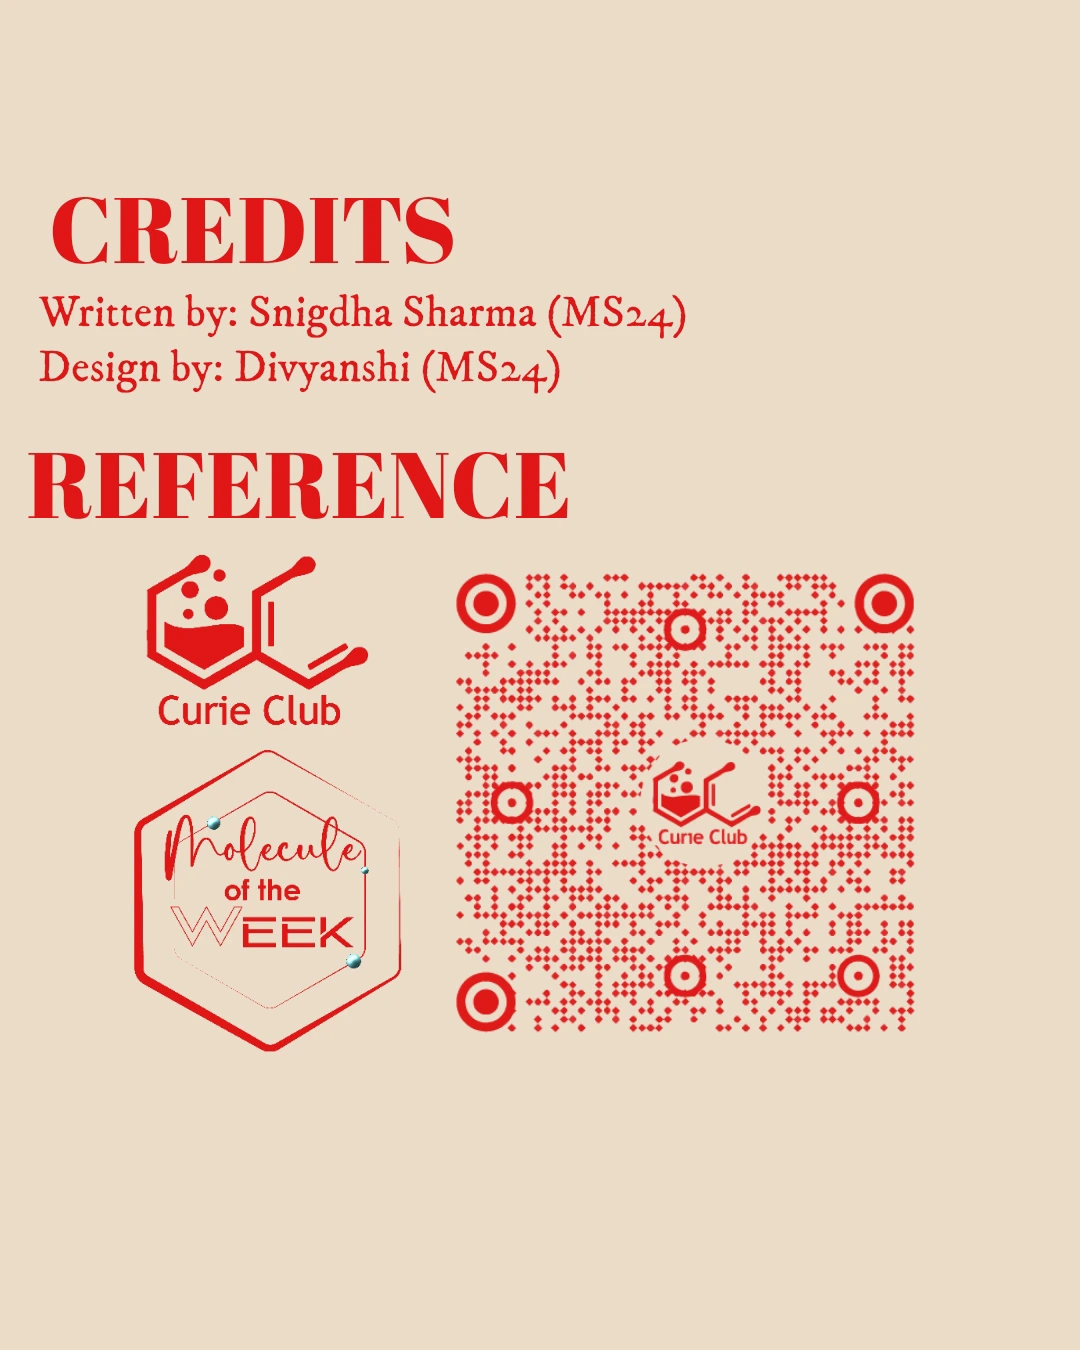 CREDITS
Written by: Snigdha Sharma (MS24)
Design by: Divyanshi (MS24)
REFERENCE
Curie Club
Molecule
of the
WEEK
Curie Club